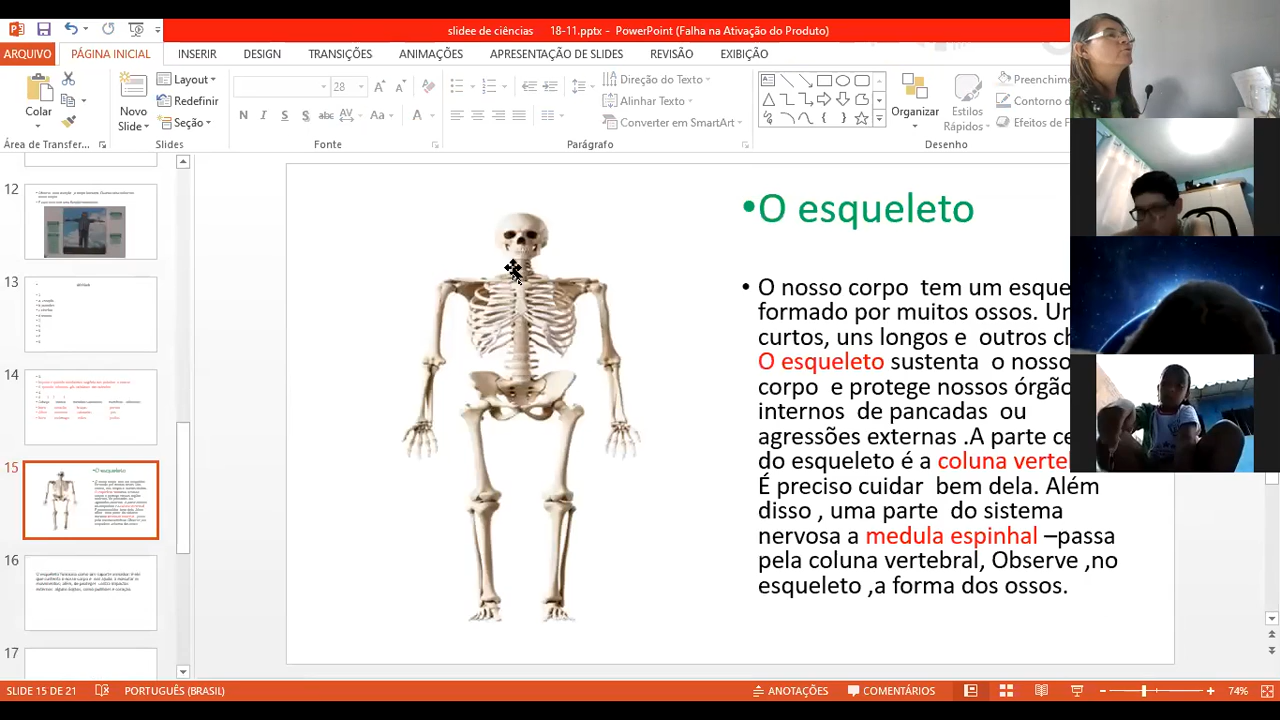 slidee de ciências 18-11.pptx - PowerPoint (Falha na Ativação do Produto)
ARQUIVO PÁGINA INICIAL INSERIR DESIGN TRANSIÇÕES ANIMAÇÕES APRESENTAÇÃO DE SLIDES REVISÃO EXIBIÇÃO
Colar
Novo
Slide
Layout
Redefinir
Seção
28
N I S S abc AV Aa A
Direção do Texto
Alinhar Texto
Converter em SmartArt
Organizar
Estilos
Rápidos
Preenchime
Contorno d
Efeitos de F
Área de Transfer...
Slides
Fonte
Parágrafo
Desenho
12
13
14
15
16
17
•O esqueleto
• O nosso corpo tem um esque
formado por muitos ossos. Un
curtos, uns longos e outros ch
O esqueleto sustenta o nosso
corpo e protege nossos órgão
internos de pancadas ou
agressões externas .A parte ce
do esqueleto é a coluna verte
É preciso cuidar bem dela. Além
disso , uma parte do sistema
nervosa a medula espinhal –passa
pela coluna vertebral, Observe ,no
esqueleto ,a forma dos ossos.
SLIDE 15 DE 21 PORTUGUÊS (BRASIL) ANOTAÇÕES COMENTÁRIOS 74%